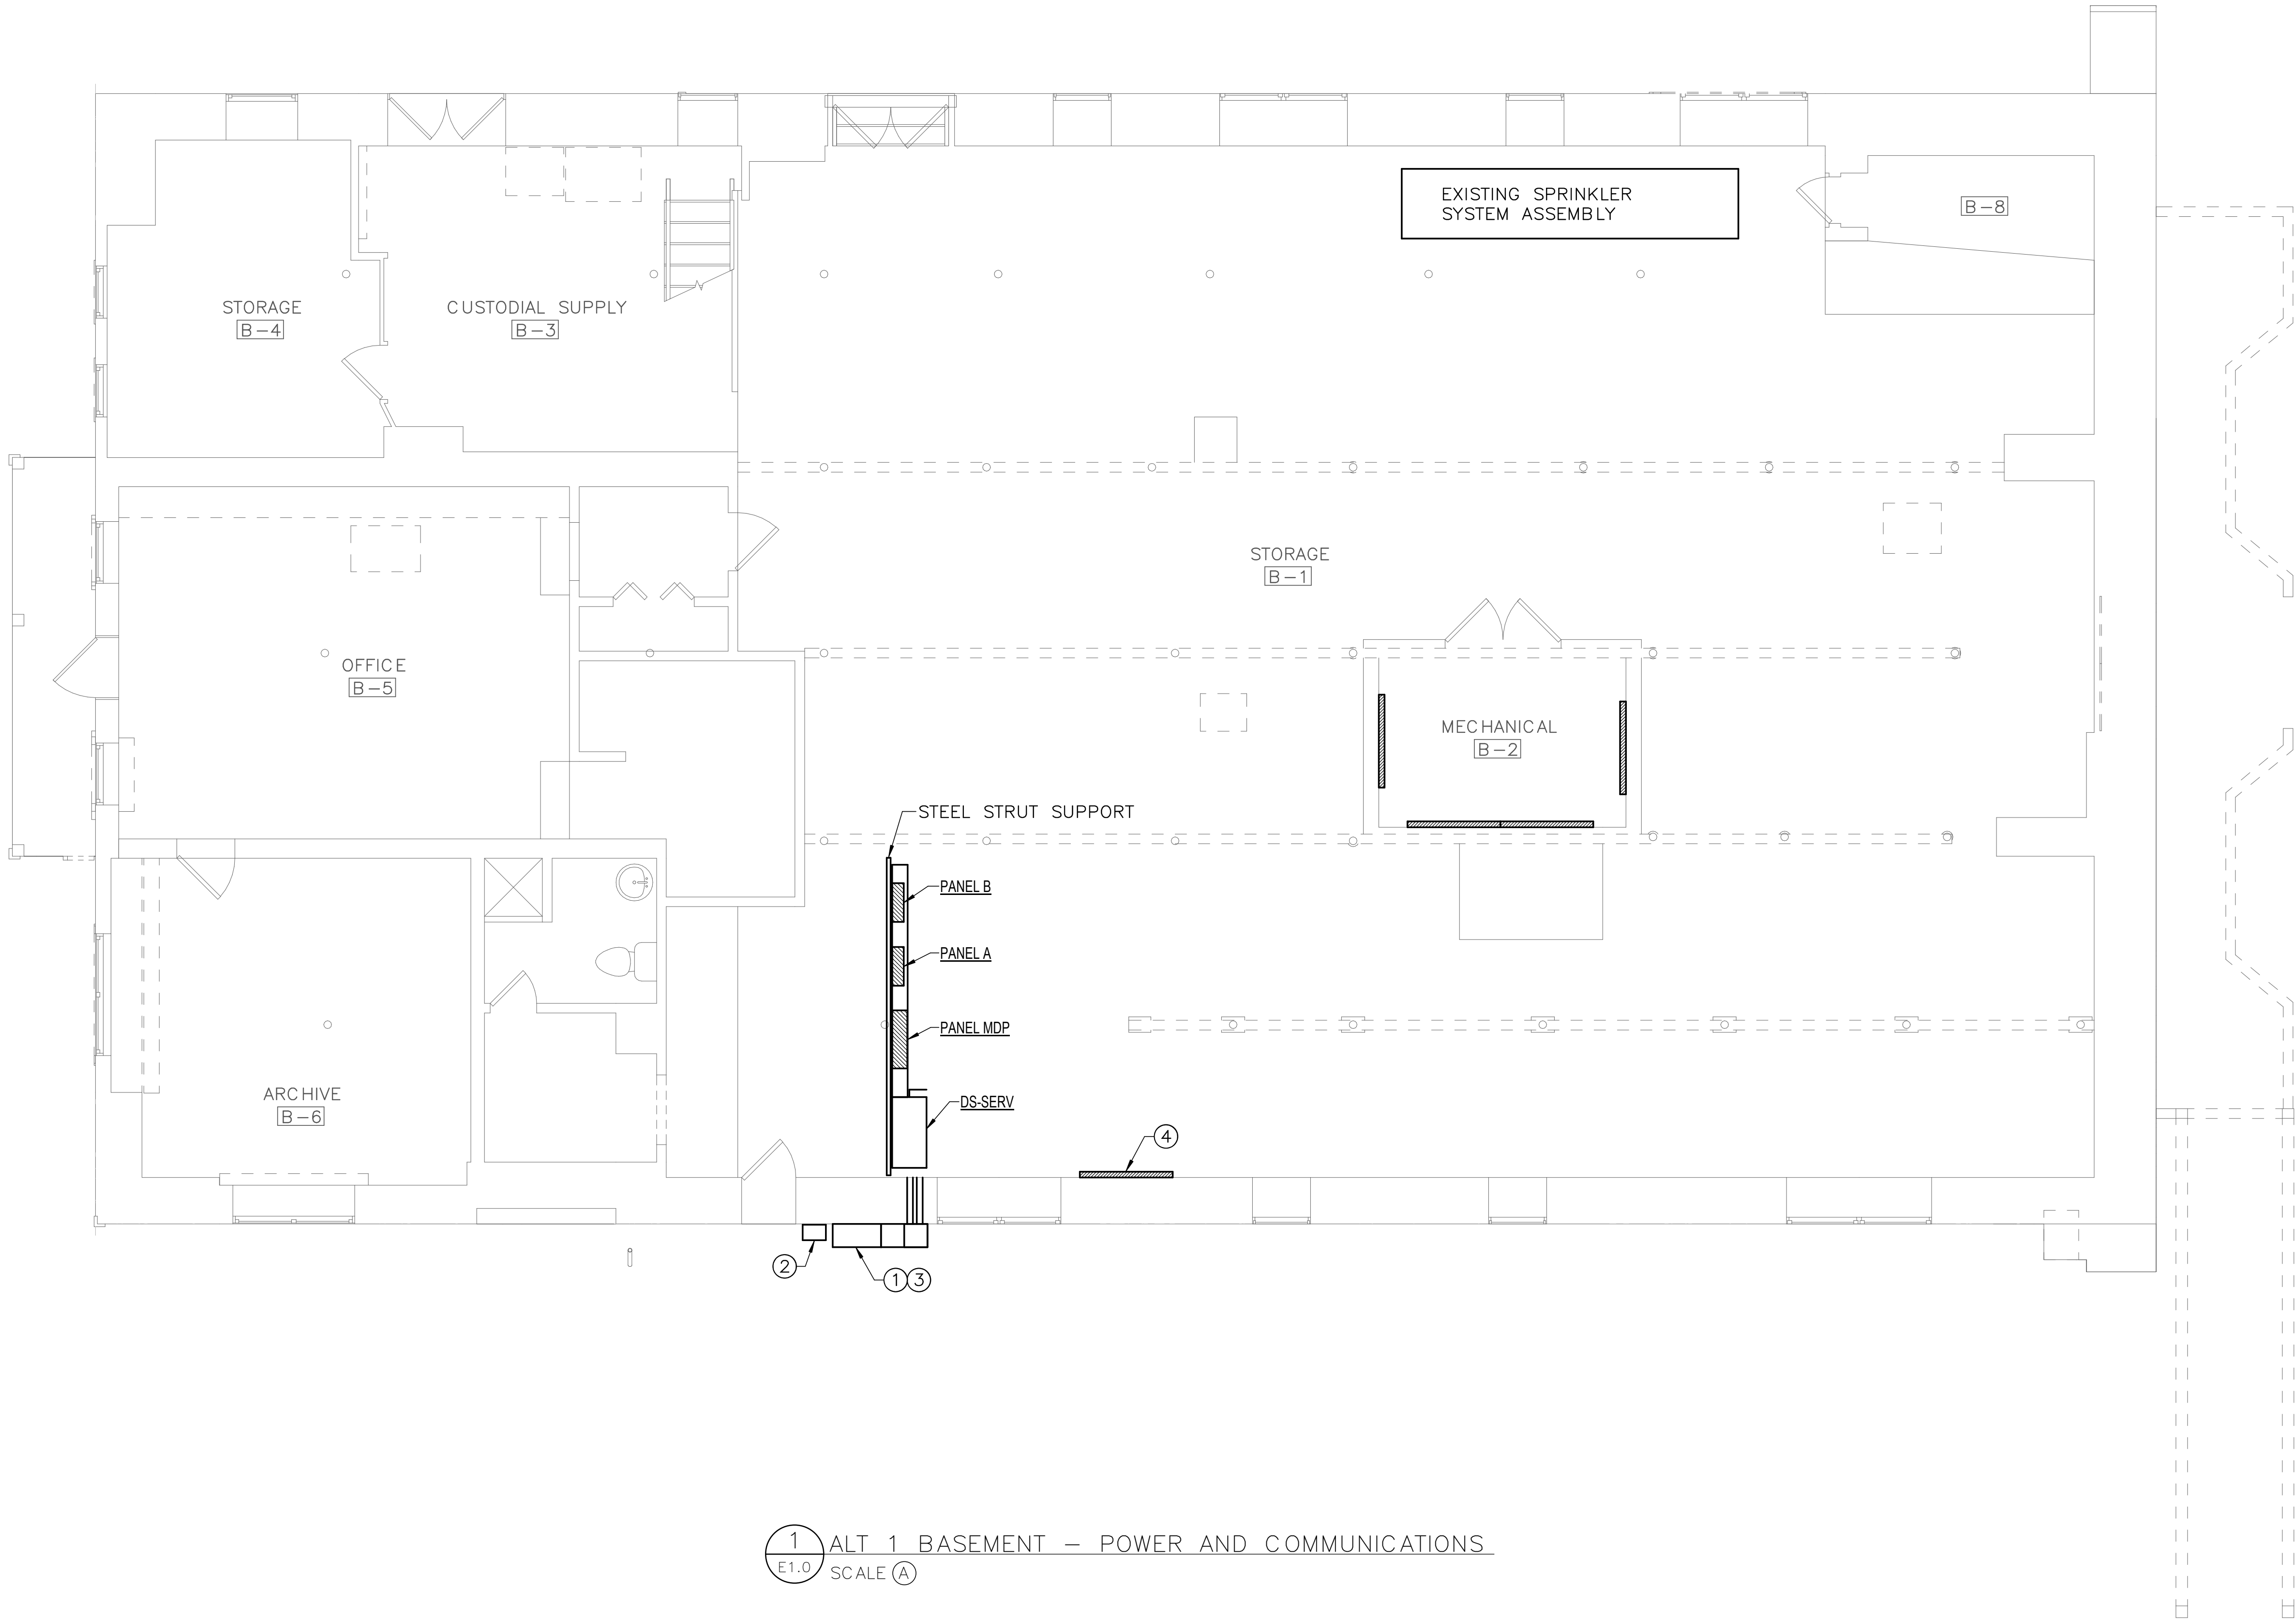 EXISTING SPRINKLER
SYSTEM ASSEMBLY
B-8
STORAGE
B-4
CUSTODIAL SUPPLY
B-3
STORAGE
B-1
OFFICE
B-5
MECHANICAL
B-2
STEEL STRUT SUPPORT
PANEL B
PANEL A
PANEL MDP
DS-SERV
ARCHIVE
B-6
4
2
1 3
1
E1.0
ALT 1 BASEMENT - POWER AND COMMUNICATIONS
SCALE A